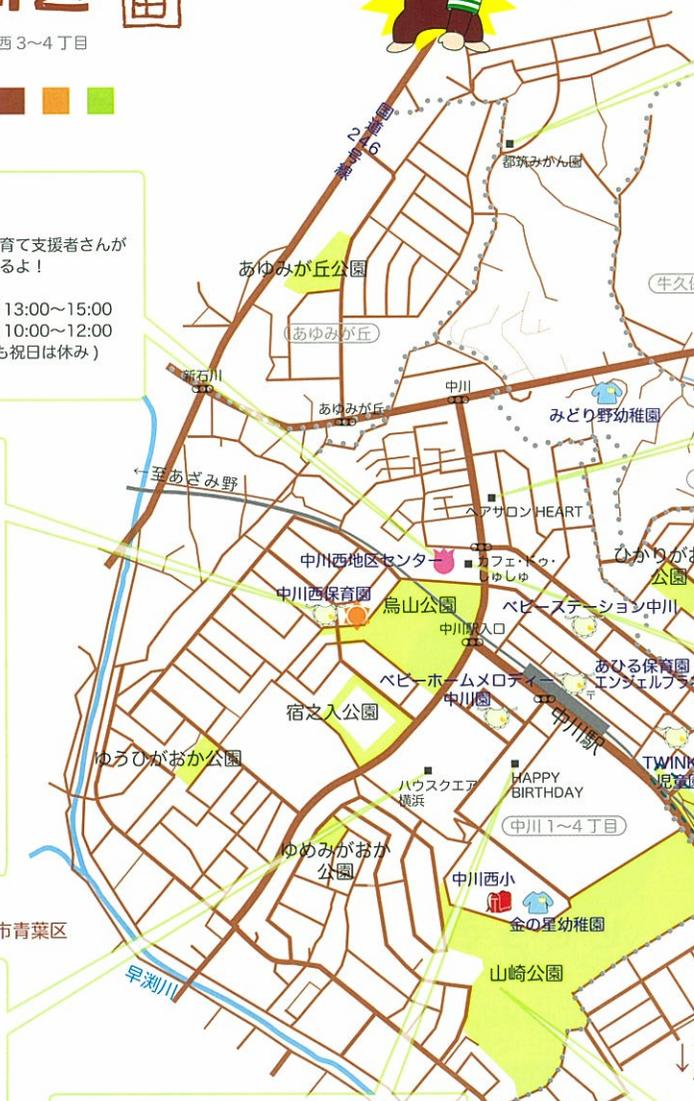 西3～4丁目
国道246号線
都筑みかん園
育て支援者さんが
るよ！
13:00～15:00
10:00～12:00
も祝日は休み)
あゆみが丘公園
あゆみが丘
新石川
あゆみが丘
中川
みどり野幼稚園
←至あざみ野
ヘアサロン HEART
中川西地区センター
カフェ・ドゥ・
しゅしゅ
ひかりがお
公園
中川西保育園
烏山公園
ベビーステーション中川
中川駅入口
あひる保育園
エンジェルプラ
ベビーホームメロディー
中川園
〒
宿之入公園
中川駅
ゆうひがおか公園
TWINK
児童
ハウスクエア
横浜
HAPPY
BIRTHDAY
中川1～4丁目
ゆめみがおか
公園
中川西小
金の星幼稚園
市青葉区
山崎公園
早渕川
↓